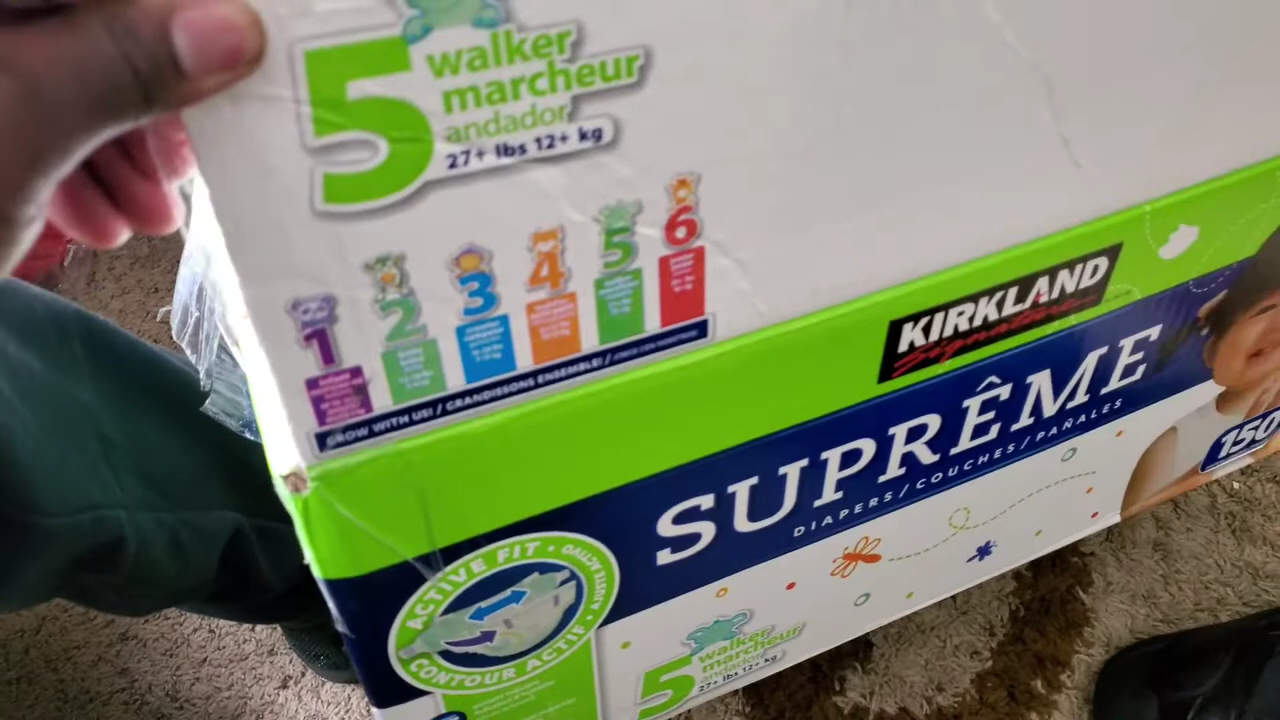 5
walker
marcheur
andador
27+ lbs 12+ kg
1
2
3
4
5
6
GROW WITH US! / GRANDISSONS ENSEMBLE! /
KIRKLAND
Signature
SUPRÊME
DIAPERS / COUCHES / PAÑALES
150
ACTIVE FIT •
CONTOUR ACTIF •
5
walker
marcheur
andador
27+ lbs 12+ kg